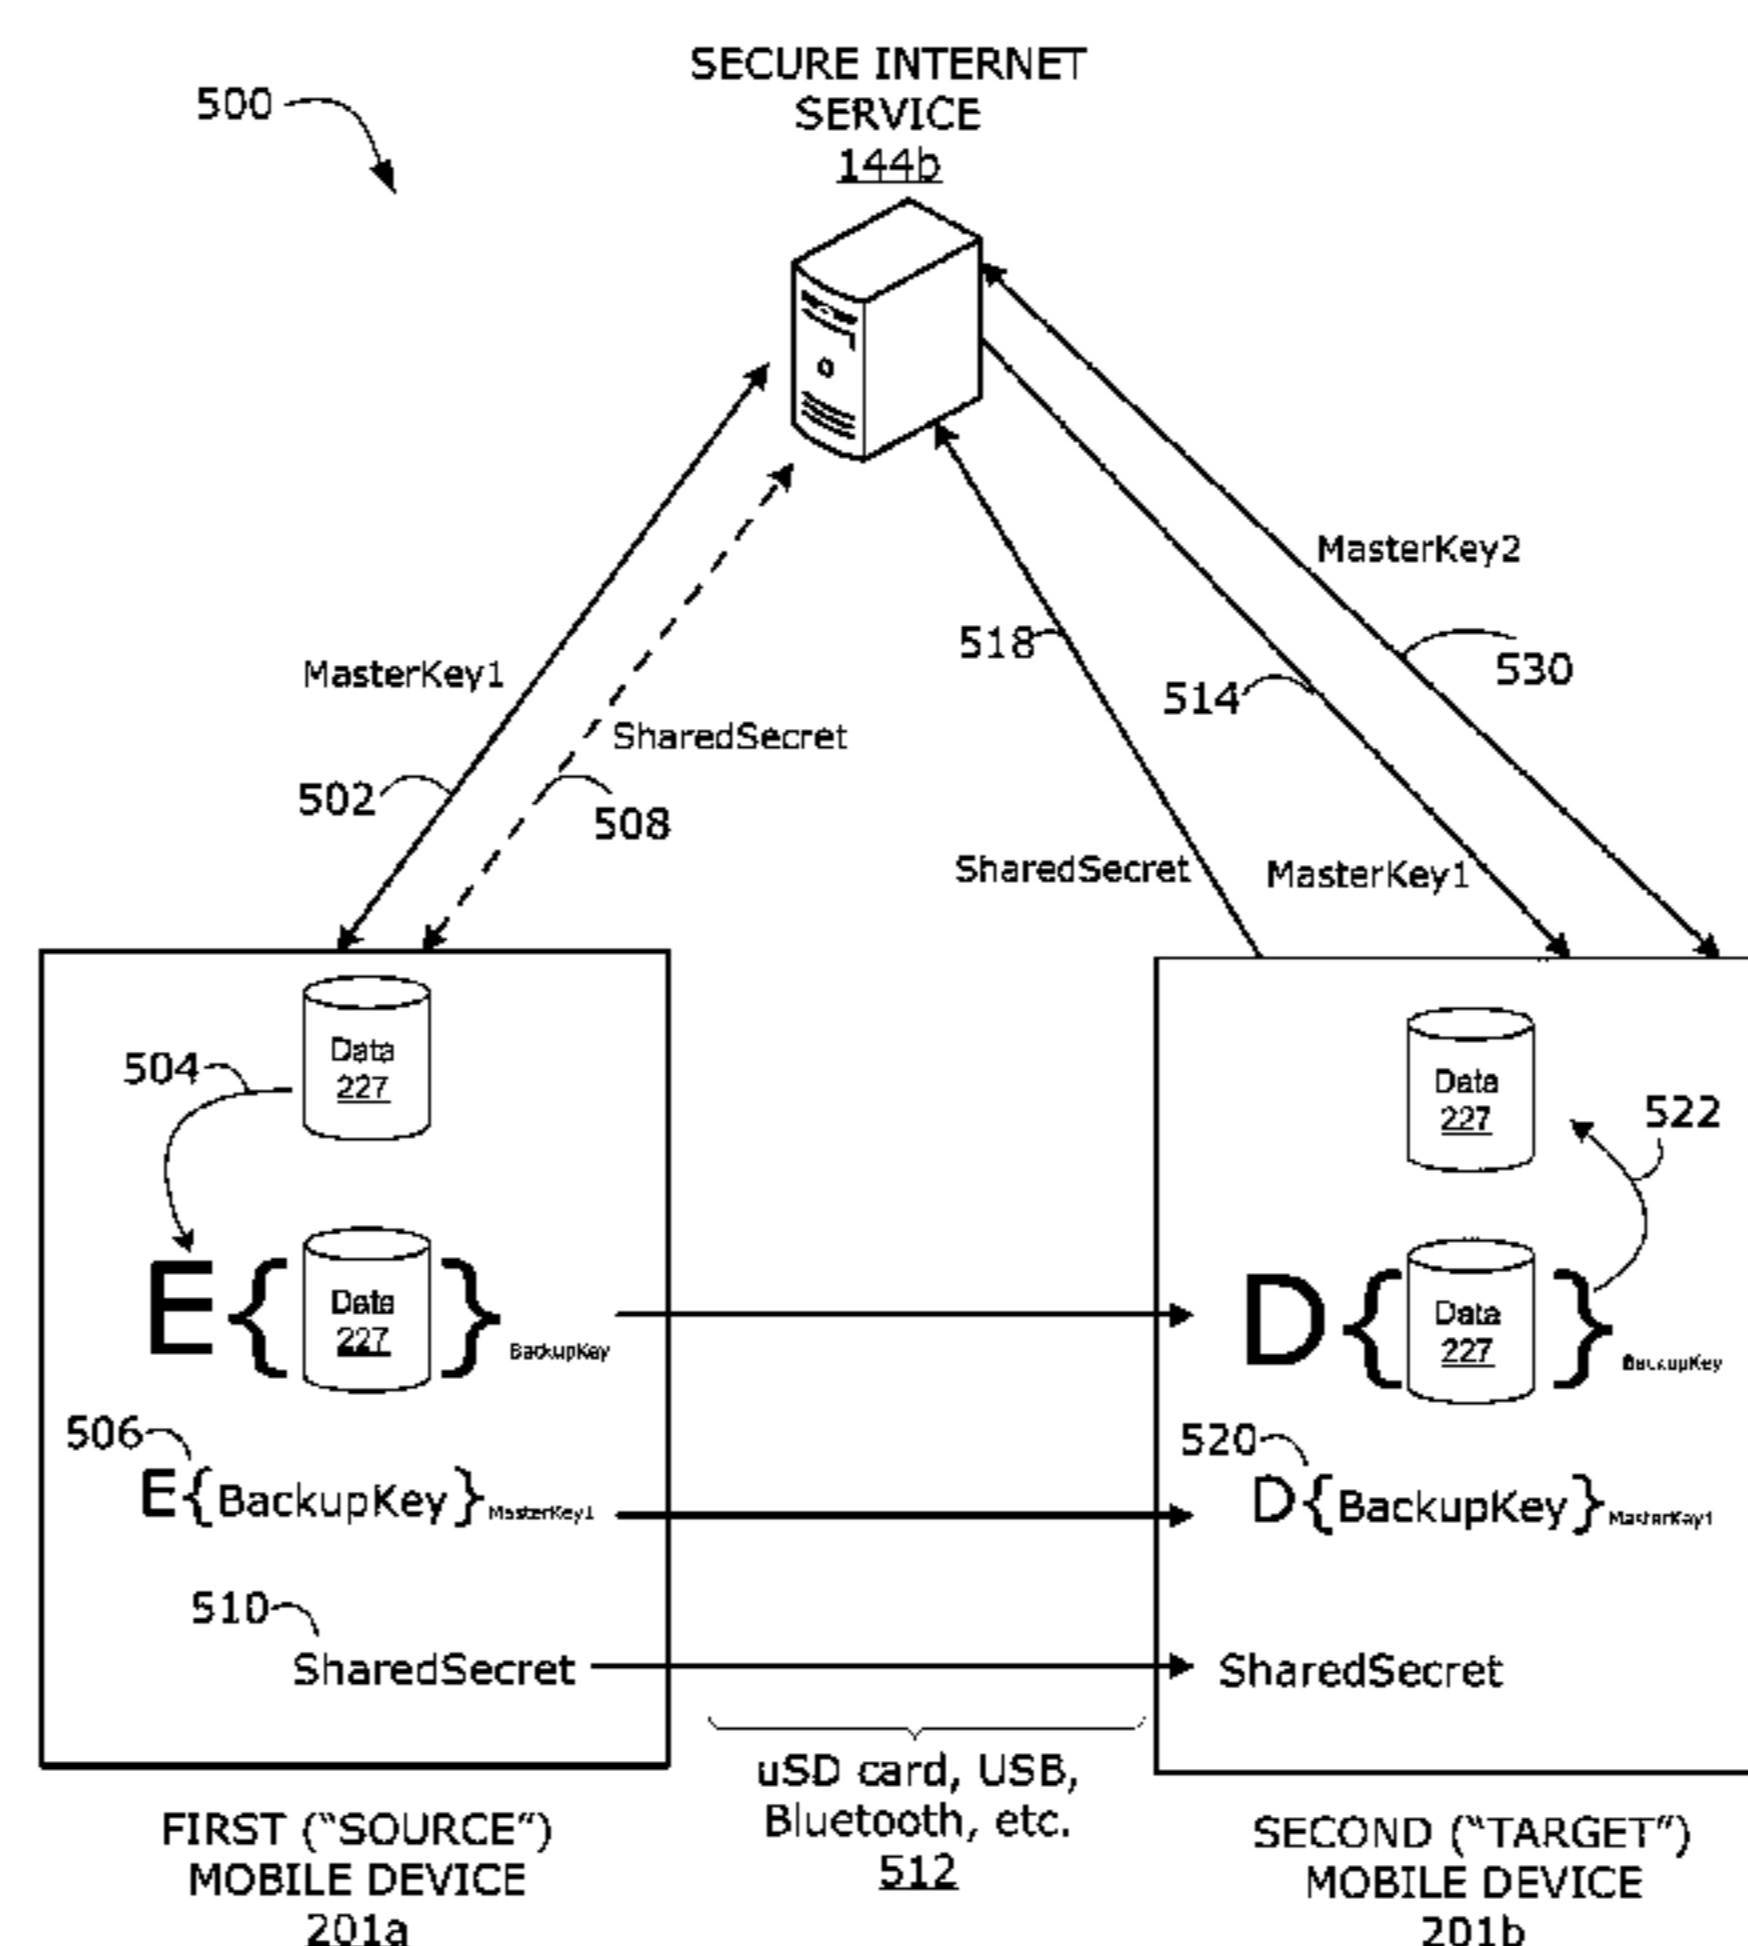 500
SECURE INTERNET
SERVICE
144b
MasterKey1
SharedSecret
502
508
518
SharedSecret
514
MasterKey1
MasterKey2
530
504
Data
227
E{
Data
227
}BackupKey
506
E{BackupKey}MasterKey1
510
SharedSecret
Data
227
522
D{
Data
227
}BackupKey
520
D{BackupKey}MasterKey1
SharedSecret
uSD card, USB,
Bluetooth, etc.
512
FIRST (“SOURCE”)
MOBILE DEVICE
201a
SECOND (“TARGET”)
MOBILE DEVICE
201b